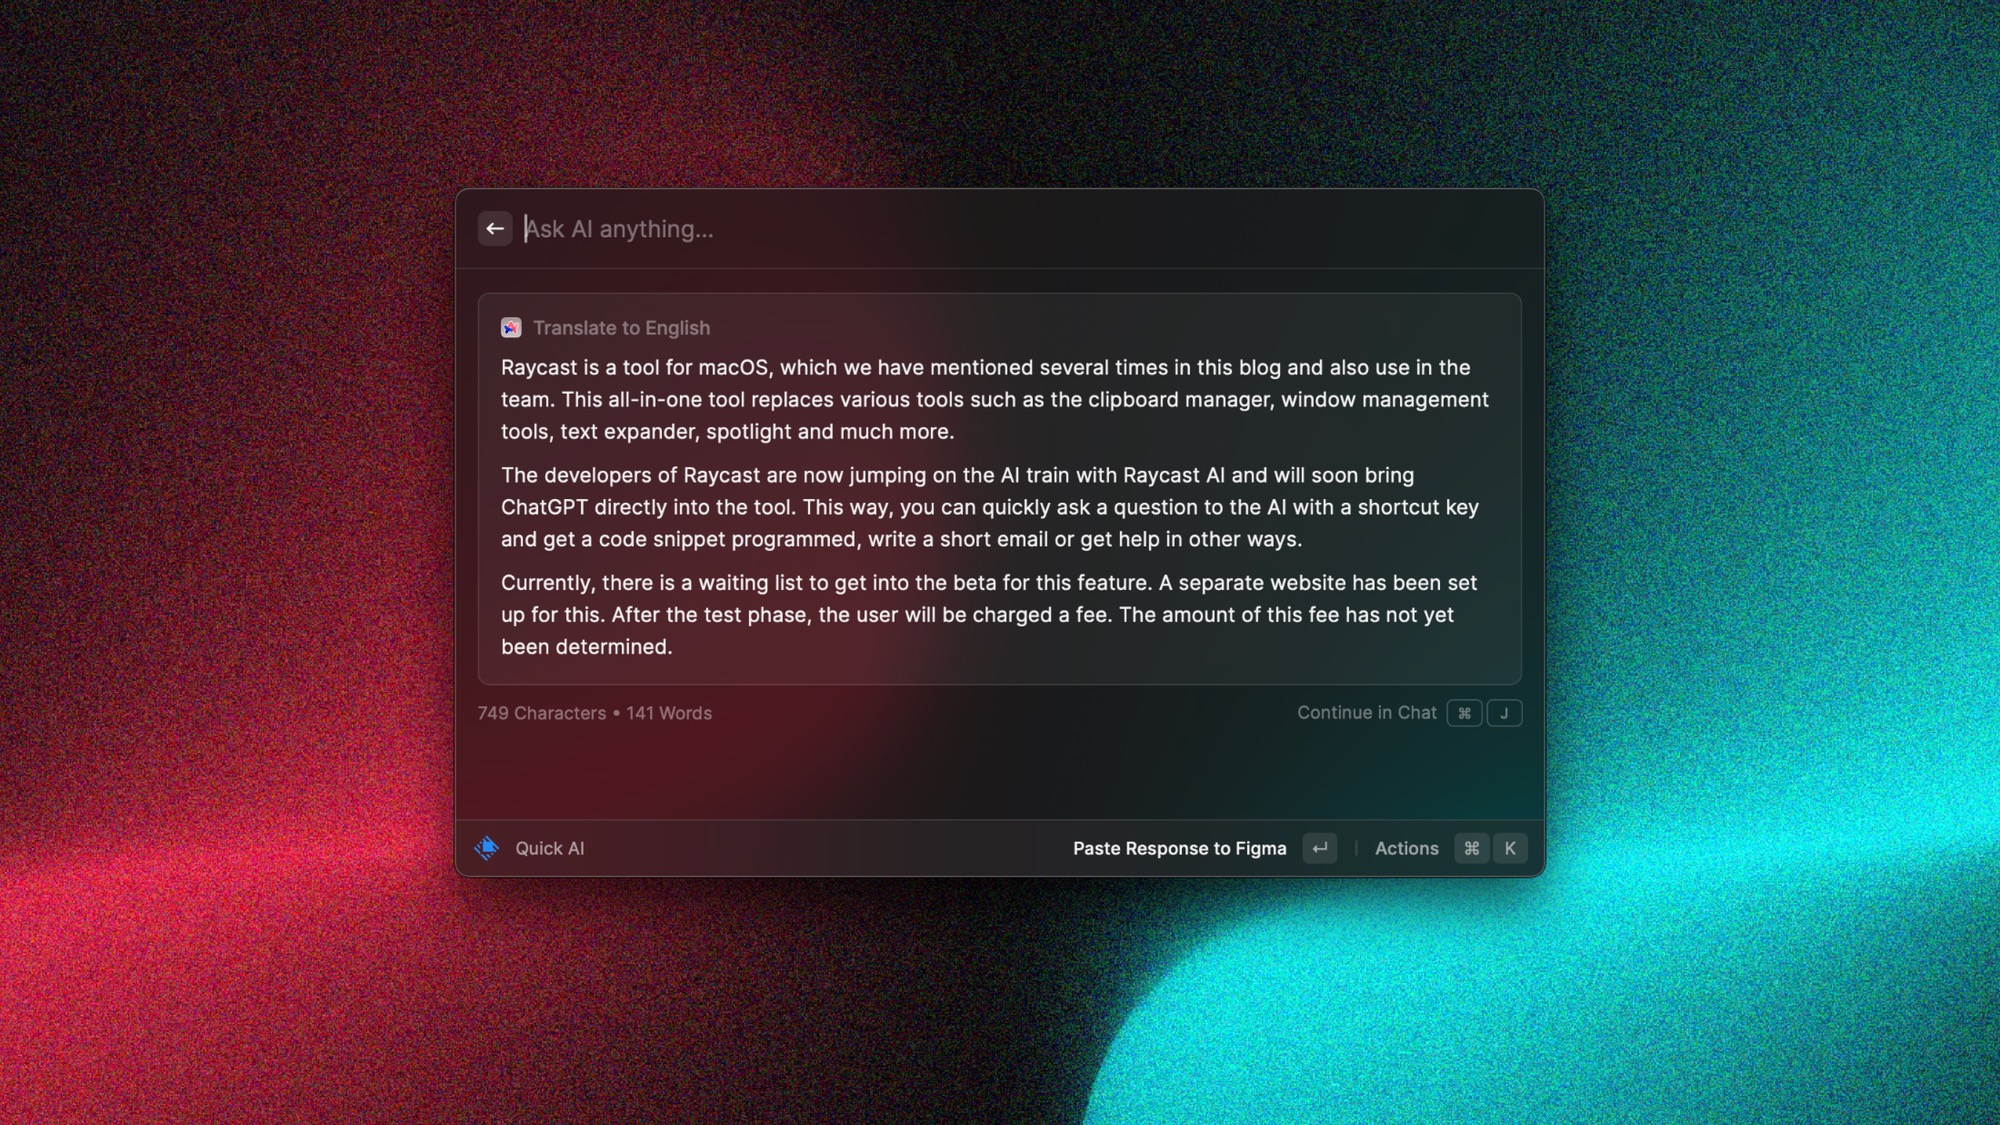 Ask AI anything...
Translate to English
Raycast is a tool for macOS, which we have mentioned several times in this blog and also use in the
team. This all-in-one tool replaces various tools such as the clipboard manager, window management
tools, text expander, spotlight and much more.
The developers of Raycast are now jumping on the AI train with Raycast AI and will soon bring
ChatGPT directly into the tool. This way, you can quickly ask a question to the AI with a shortcut key
and get a code snippet programmed, write a short email or get help in other ways.
Currently, there is a waiting list to get into the beta for this feature. A separate website has been set
up for this. After the test phase, the user will be charged a fee. The amount of this fee has not yet
been determined.
749 Characters • 141 Words Continue in Chat ⌘ J
Quick AI Paste Response to Figma ↵ Actions ⌘ K